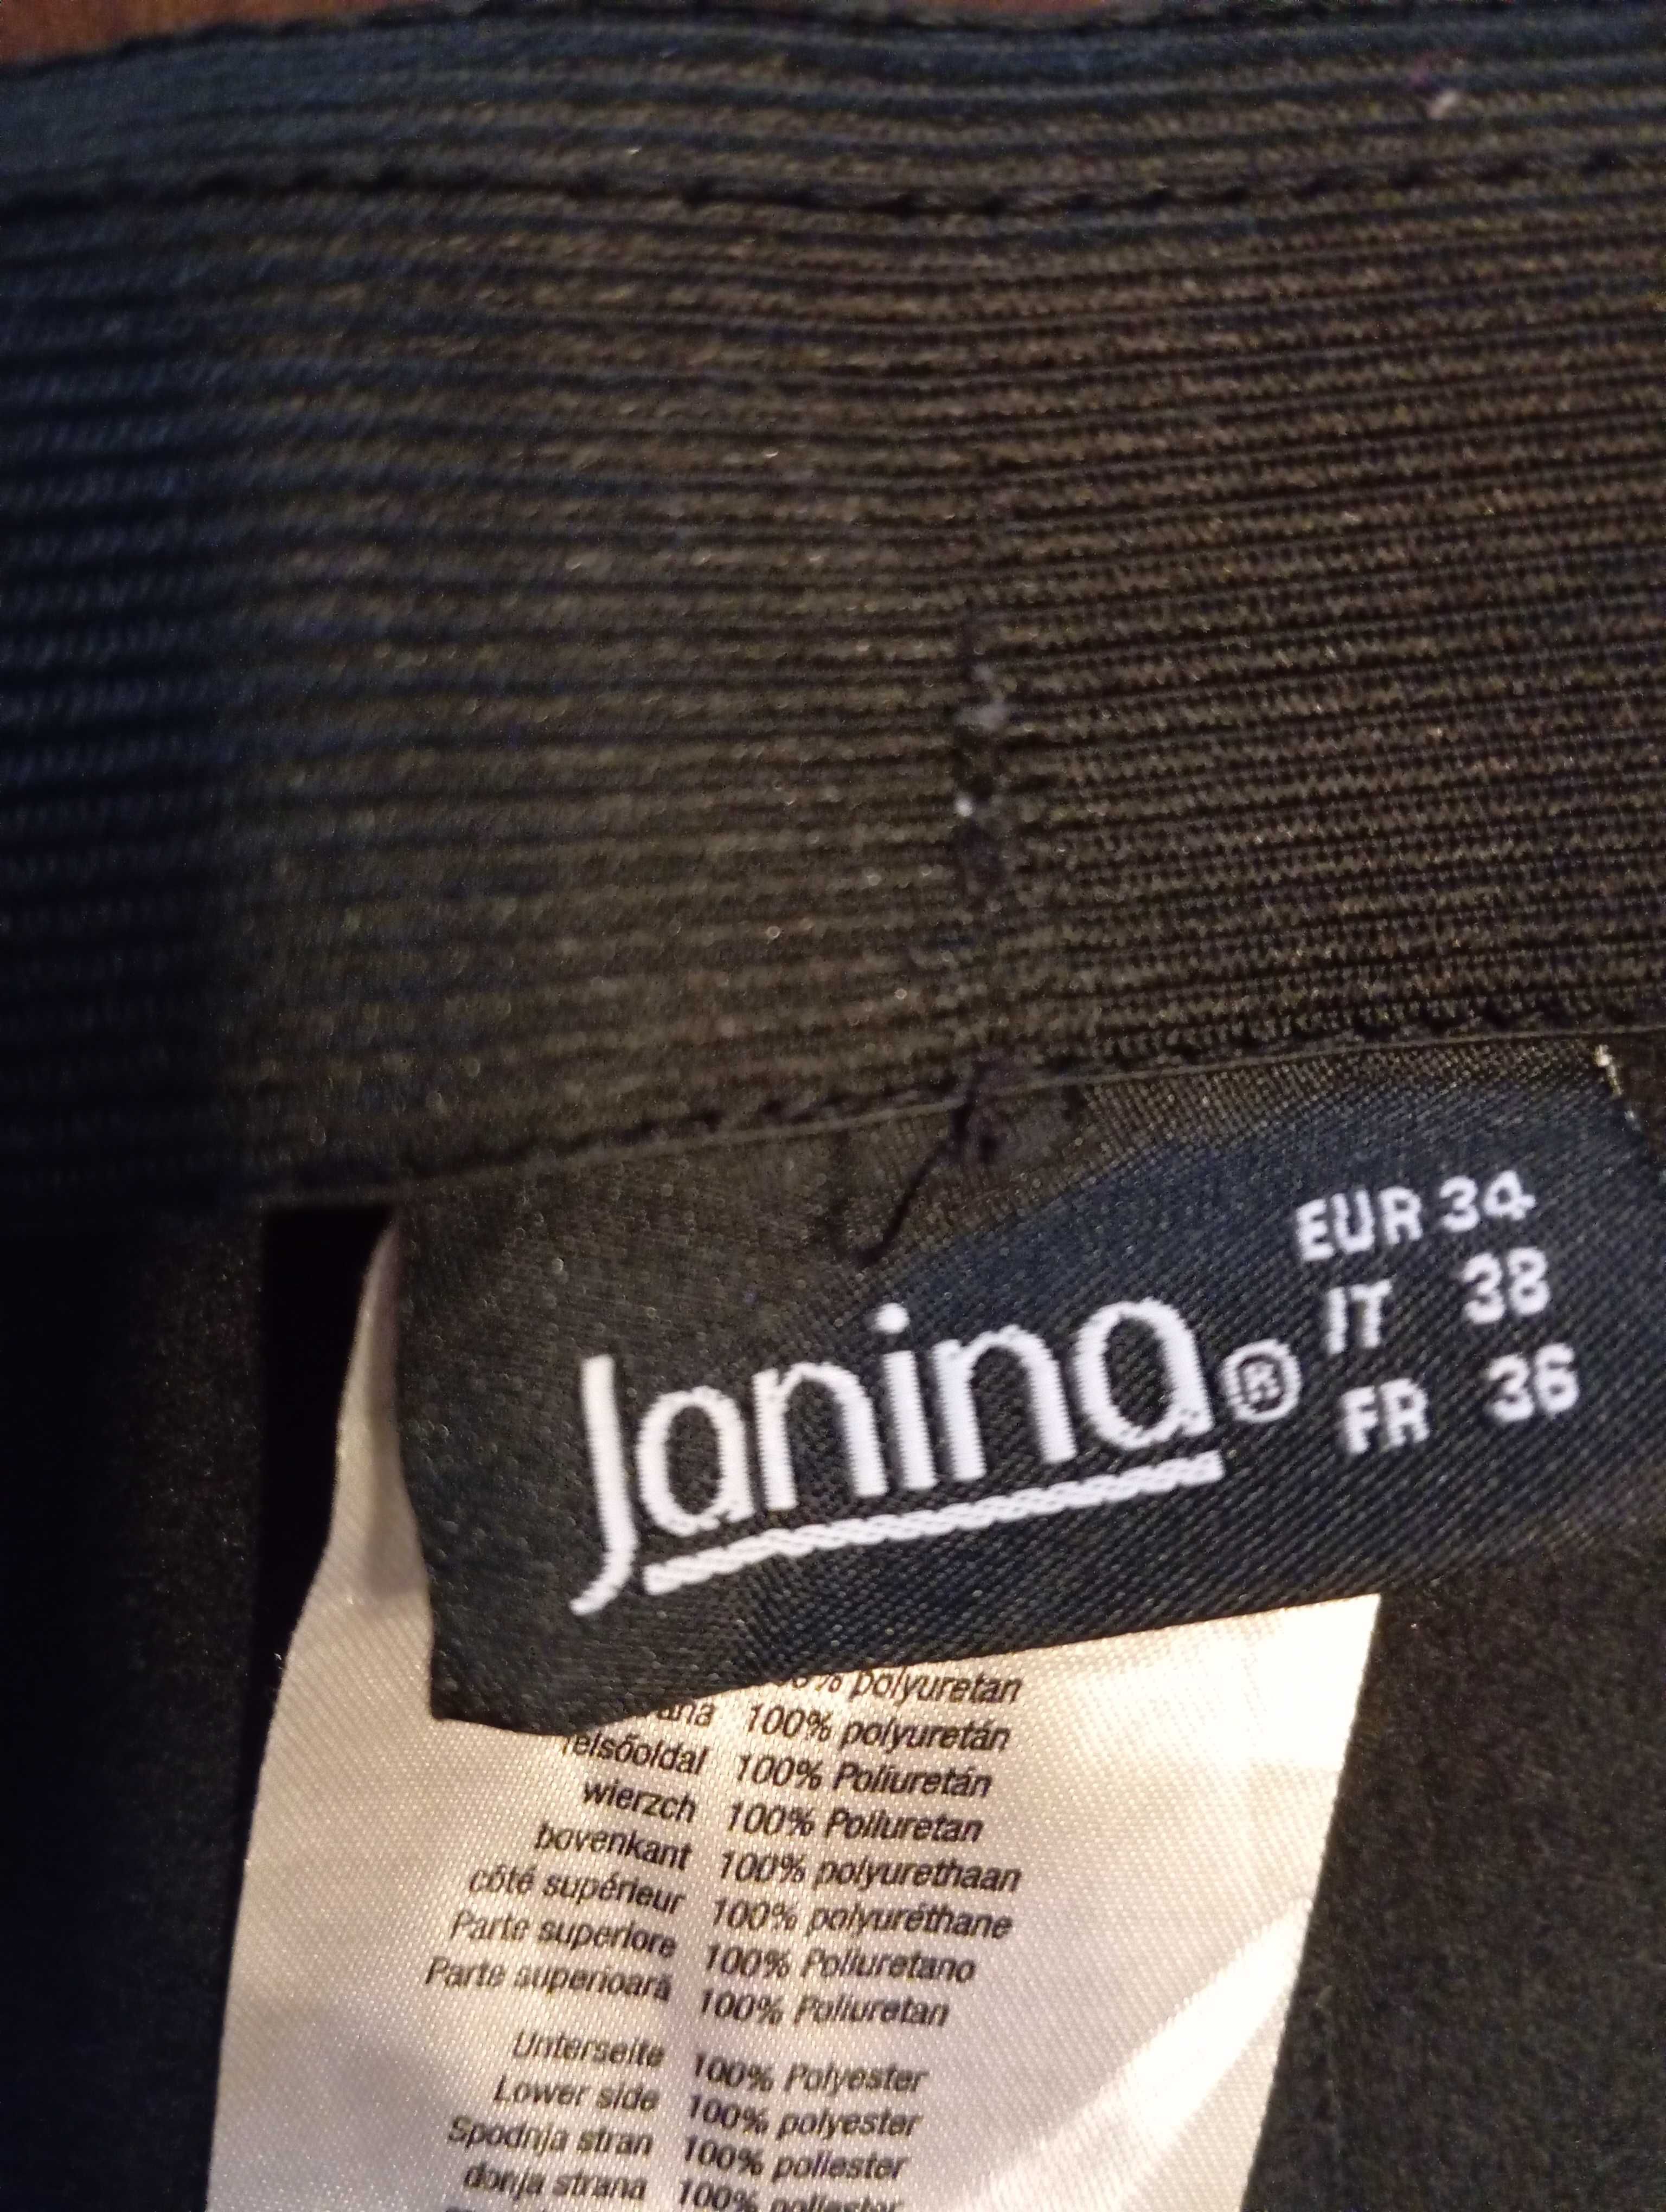 EUR 34
IT 38
FR 36
Janina®
polyuretan
100% polyuretán
felsőoldal 100% Poliuretán
wierzch 100% Poliuretan
bovenkant 100% polyurethaan
côté supérieur 100% polyuréthane
Parte superiore 100% Poliuretano
Parte superioară 100% Poliuretan
Unterseite 100% Polyester
Lower side 100% polyester
Spodnja stran 100% poliester
donja strana 100% poliester